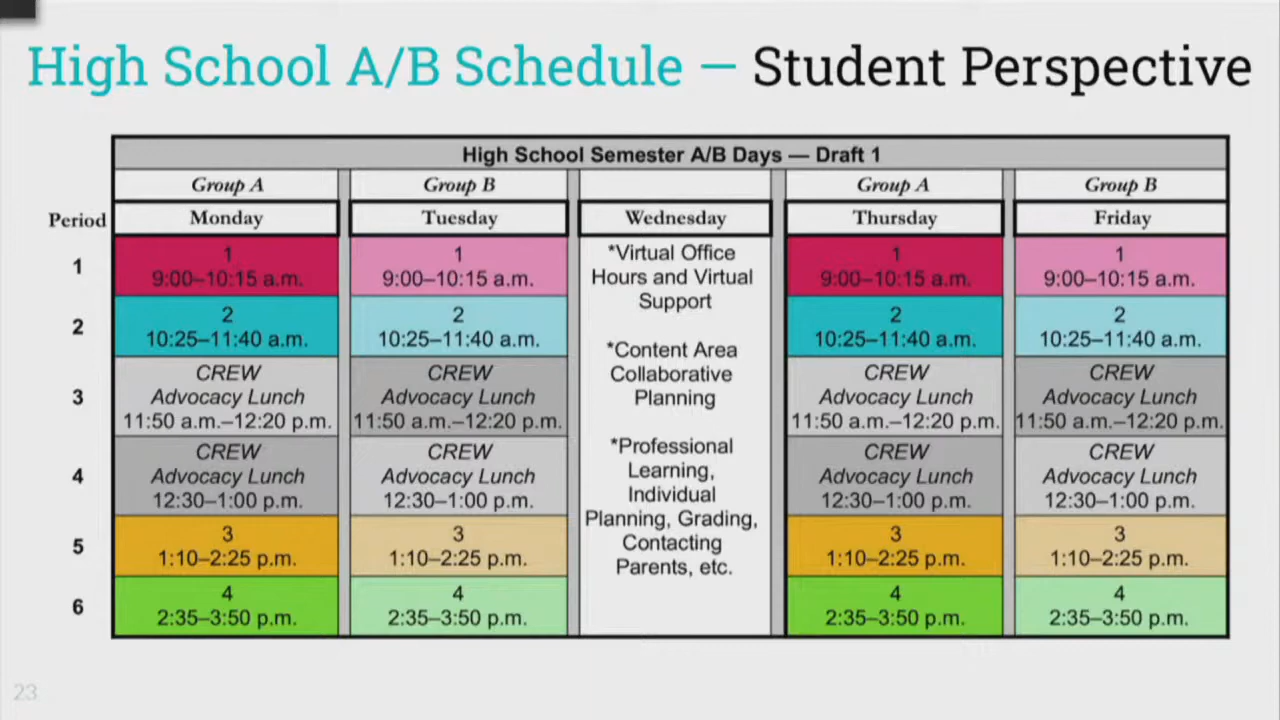 High School A/B Schedule — Student Perspective
High School Semester A/B Days — Draft 1
Group A Group B Group A Group B
Period Monday Tuesday Wednesday Thursday Friday
1
1
9:00–10:15 a.m.
1
9:00–10:15 a.m.
*Virtual Office
Hours and Virtual
Support
1
9:00–10:15 a.m.
1
9:00–10:15 a.m.
2
2
10:25–11:40 a.m.
2
10:25–11:40 a.m.
*Content Area
Collaborative
Planning
2
10:25–11:40 a.m.
2
10:25–11:40 a.m.
3
CREW
Advocacy Lunch
11:50 a.m.–12:20 p.m.
CREW
Advocacy Lunch
11:50 a.m.–12:20 p.m.
CREW
Advocacy Lunch
11:50 a.m.–12:20 p.m.
CREW
Advocacy Lunch
11:50 a.m.–12:20 p.m.
4
CREW
Advocacy Lunch
12:30–1:00 p.m.
CREW
Advocacy Lunch
12:30–1:00 p.m.
*Professional
Learning,
Individual
Planning, Grading,
Contacting
Parents, etc.
CREW
Advocacy Lunch
12:30–1:00 p.m.
CREW
Advocacy Lunch
12:30–1:00 p.m.
5
3
1:10–2:25 p.m.
3
1:10–2:25 p.m.
3
1:10–2:25 p.m.
3
1:10–2:25 p.m.
6
4
2:35–3:50 p.m.
4
2:35–3:50 p.m.
4
2:35–3:50 p.m.
4
2:35–3:50 p.m.
23